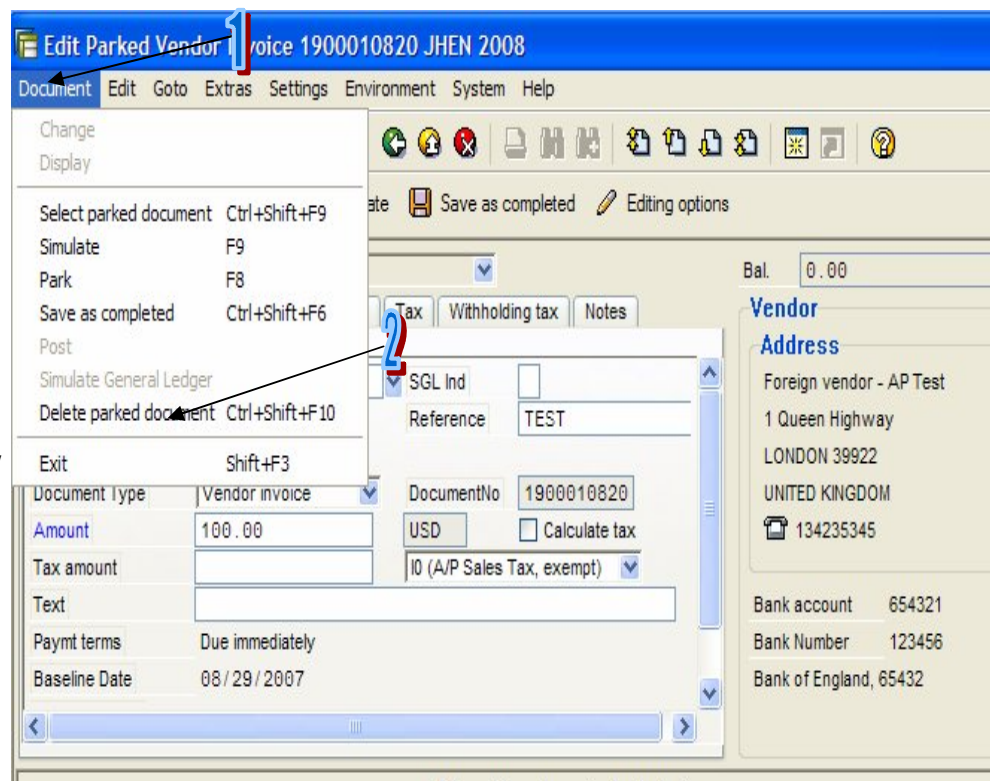 Edit Parked Vendor Invoice 1900010820 JHEN 2008
1
Document Edit Goto Extras Settings Environment System Help
Change
Display
Select parked document Ctrl+Shift+F9
Simulate F9
Park F8
Save as completed Ctrl+Shift+F6
Post
Simulate General Ledger
Delete parked document Ctrl+Shift+F10
Exit Shift+F3
Save as completed Editing options
Bal. 0.00
Tax Withholding tax Notes
2
SGL Ind
Reference TEST
Document Type Vendor invoice DocumentNo 1900010820
Amount 100.00 USD Calculate tax
Tax amount I0 (A/P Sales Tax, exempt)
Text
Paymt terms Due immediately
Baseline Date 08/29/2007
Vendor
Address
Foreign vendor - AP Test
1 Queen Highway
LONDON 39922
UNITED KINGDOM
134235345
Bank account 654321
Bank Number 123456
Bank of England, 65432